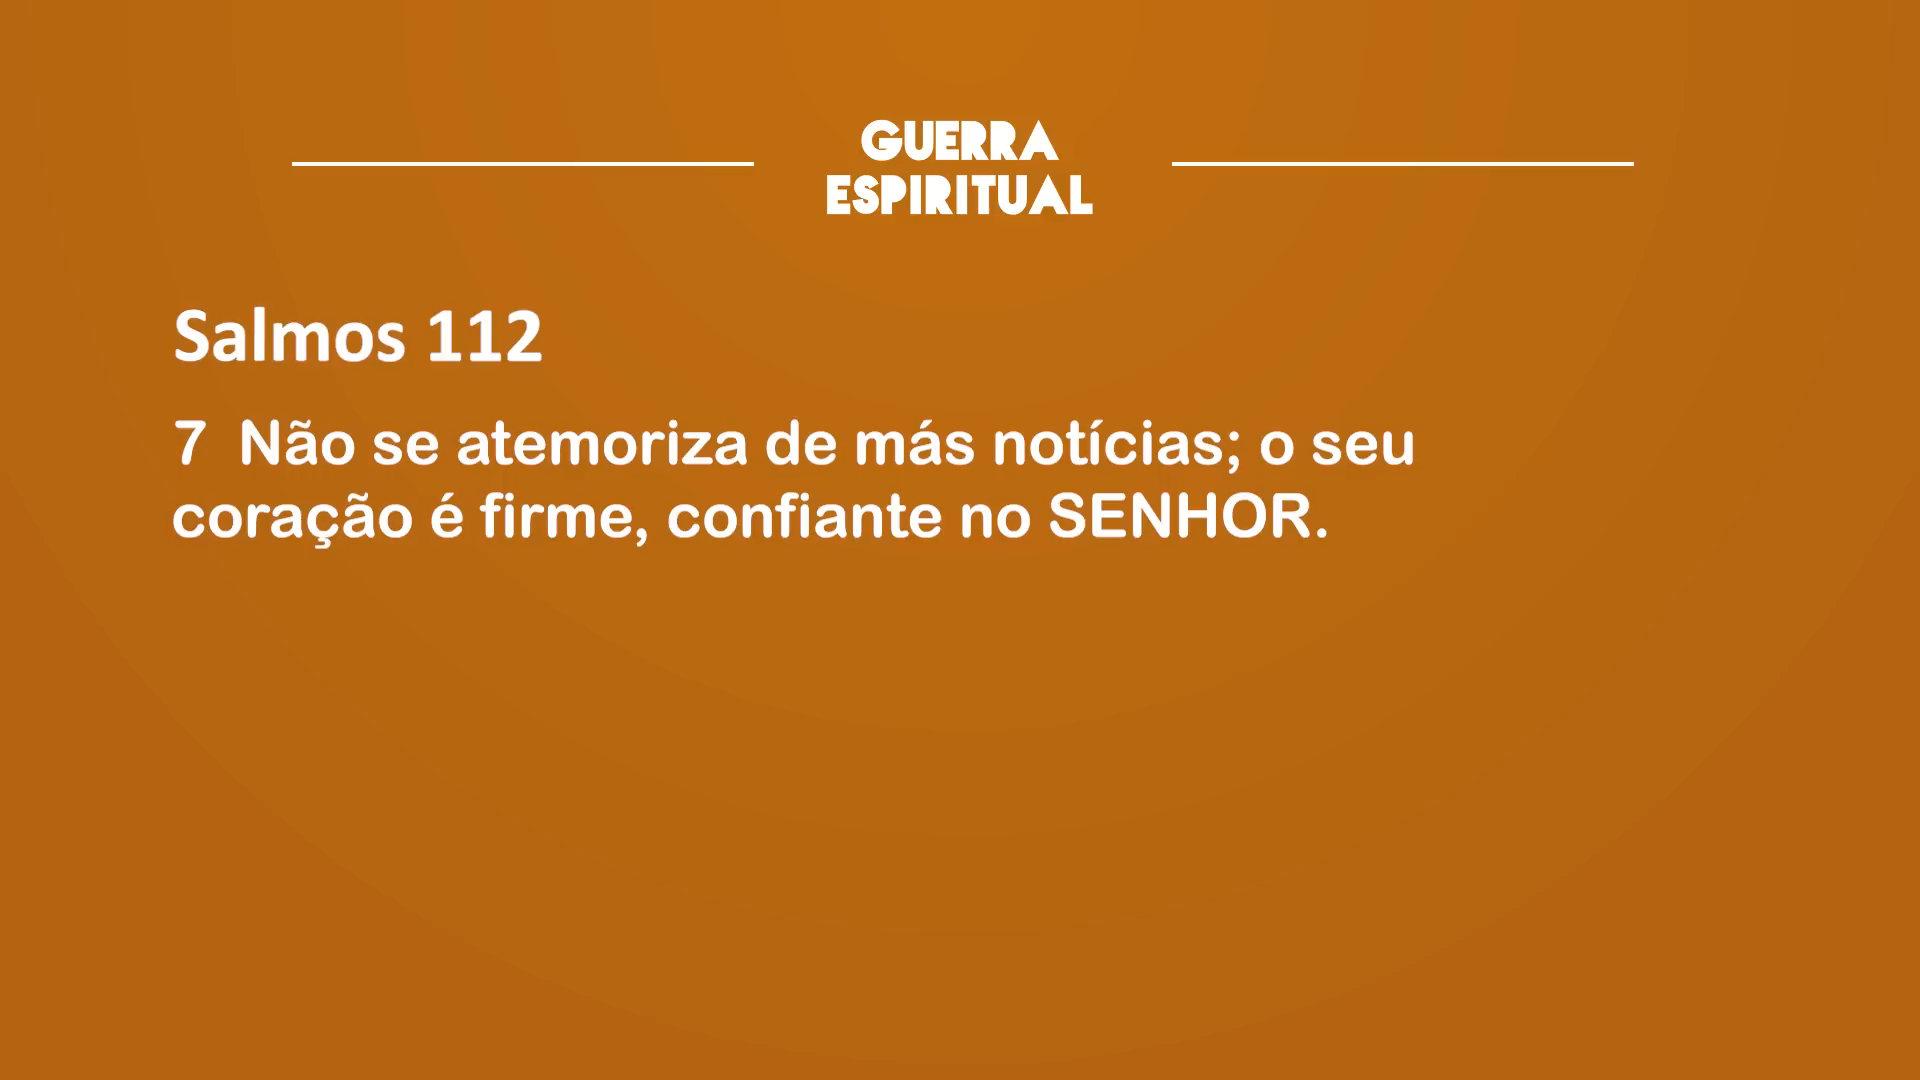 GUERRA
ESPIRITUAL
Salmos 112
7  Não se atemoriza de más notícias; o seu
coração é firme, confiante no SENHOR.